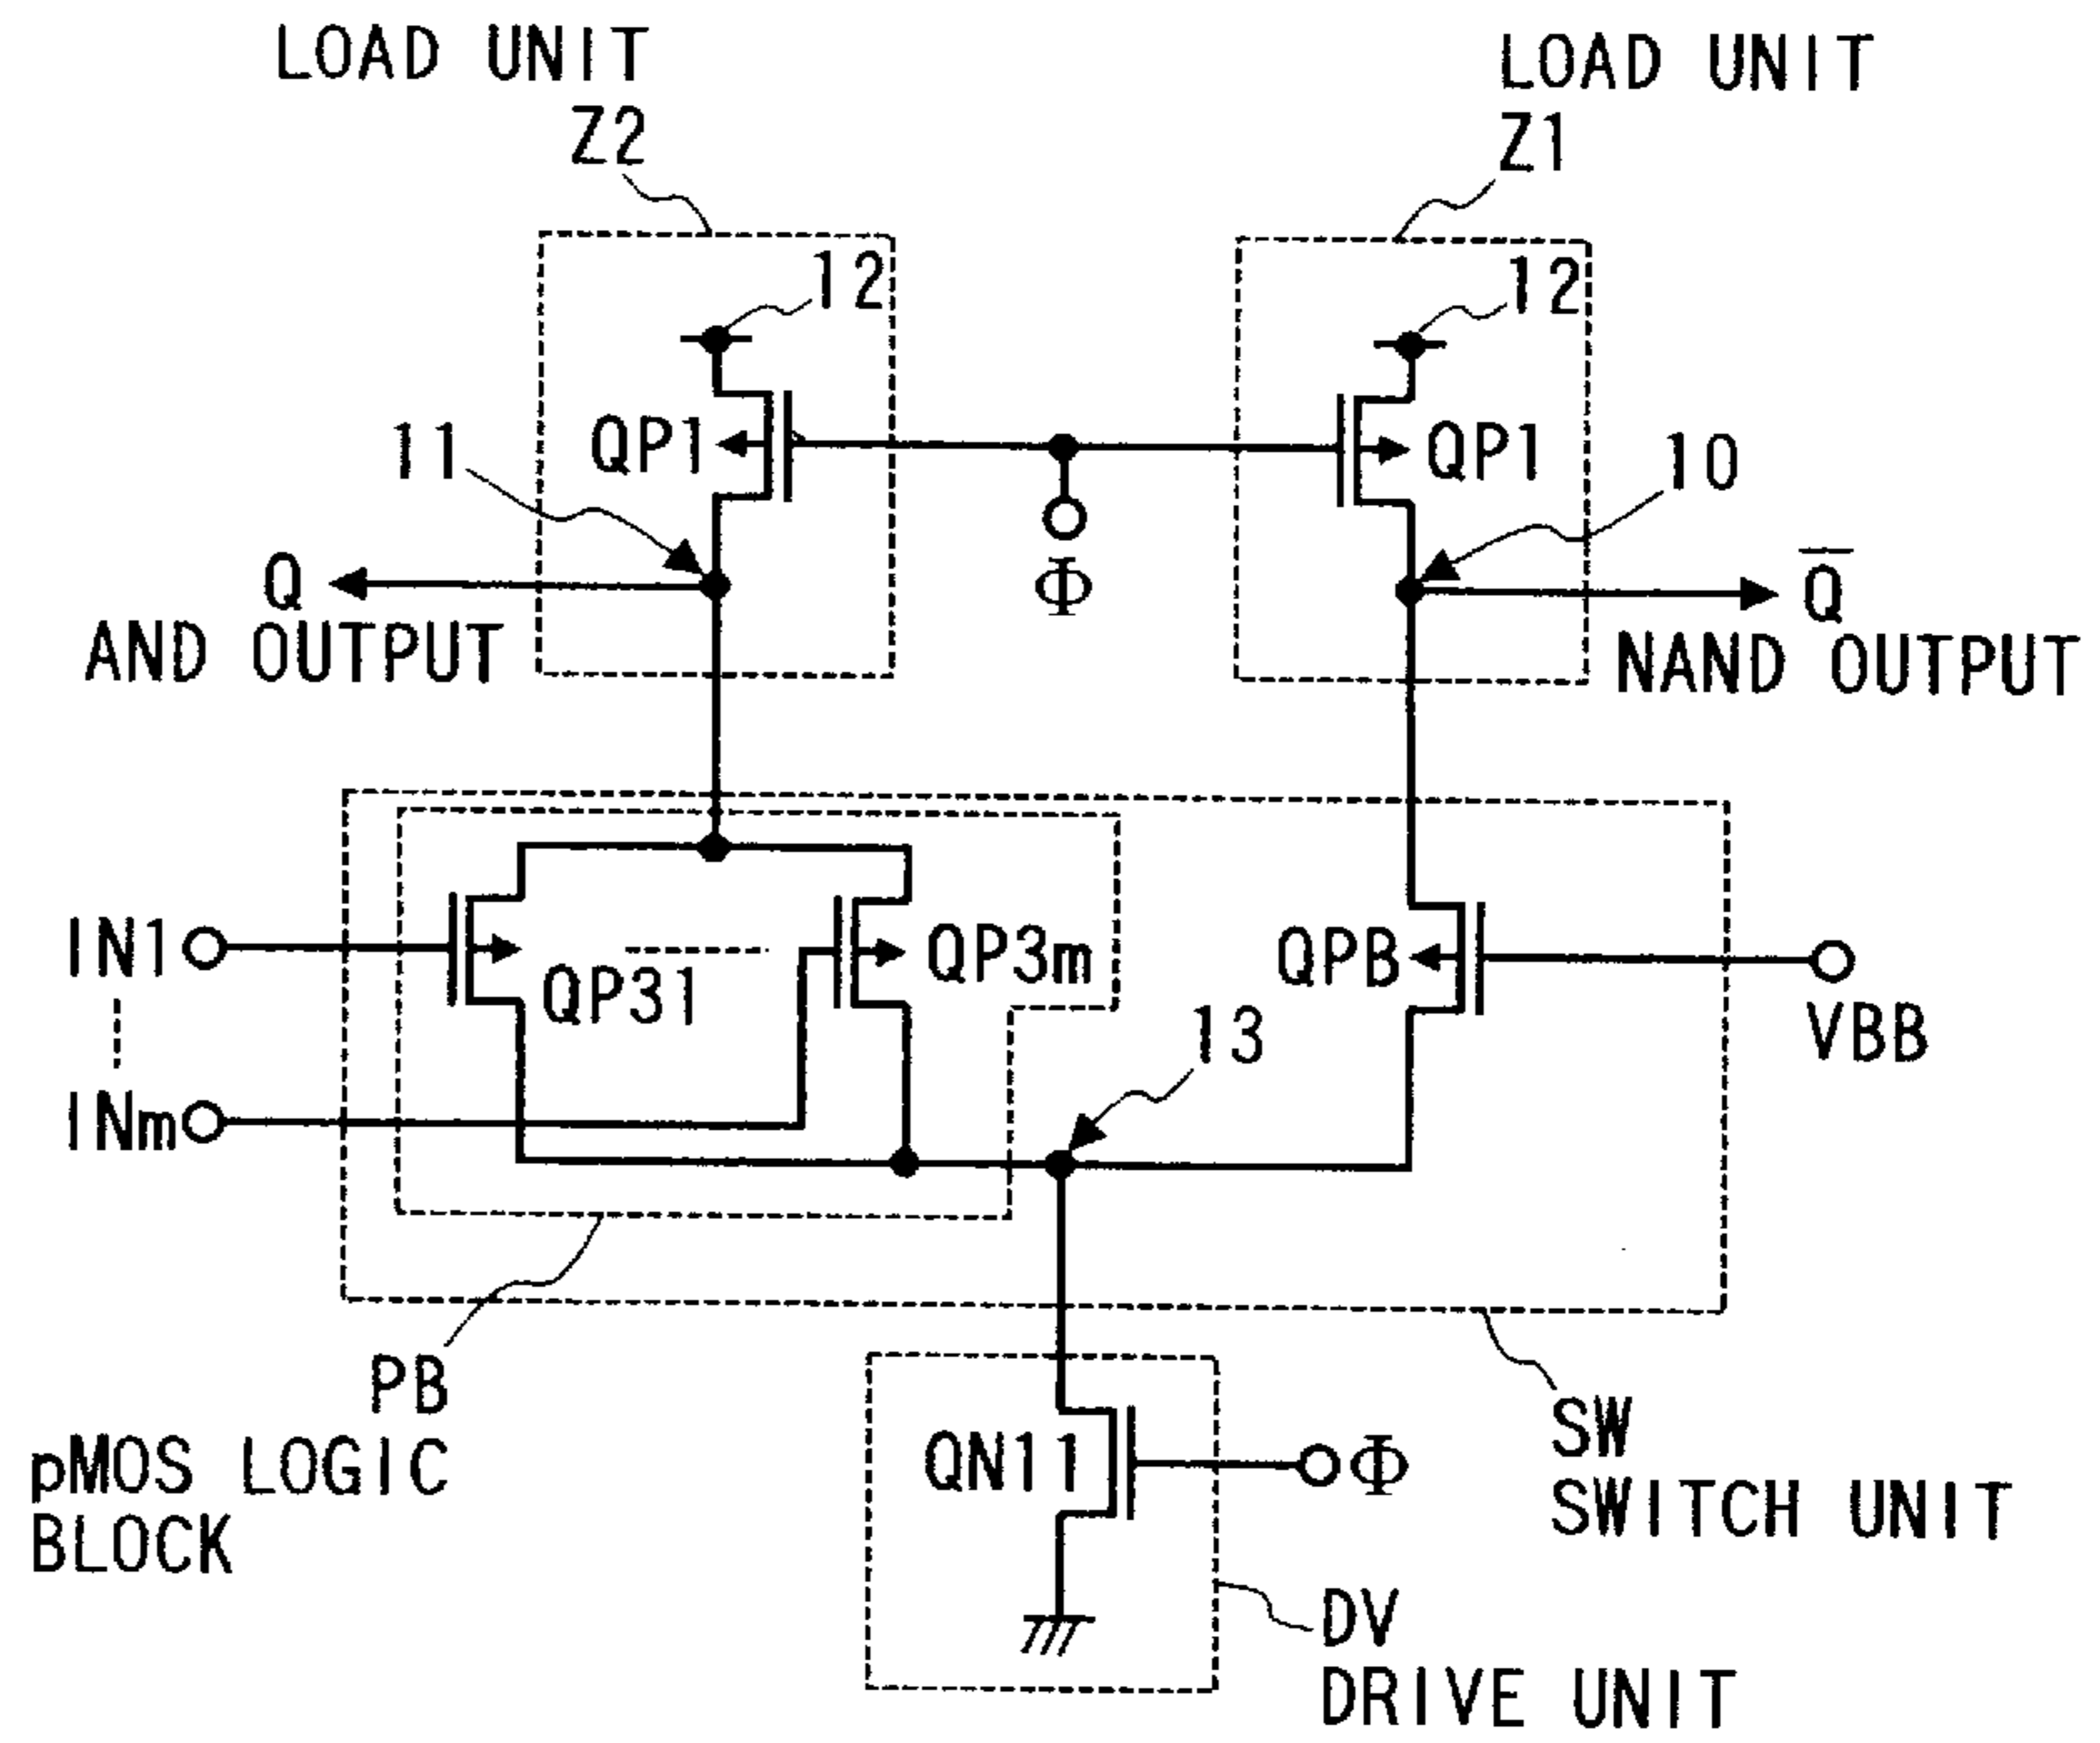 LOAD UNIT
Z2
LOAD UNIT
Z1
12
12
QP1
QP1
11
10
Φ
Q
AND OUTPUT
Q̅
NAND OUTPUT
IN1
QP31
QP3m
QPB
VBB
13
INm
PB
pMOS LOGIC
BLOCK
QN11
Φ
SW
SWITCH UNIT
DV
DRIVE UNIT